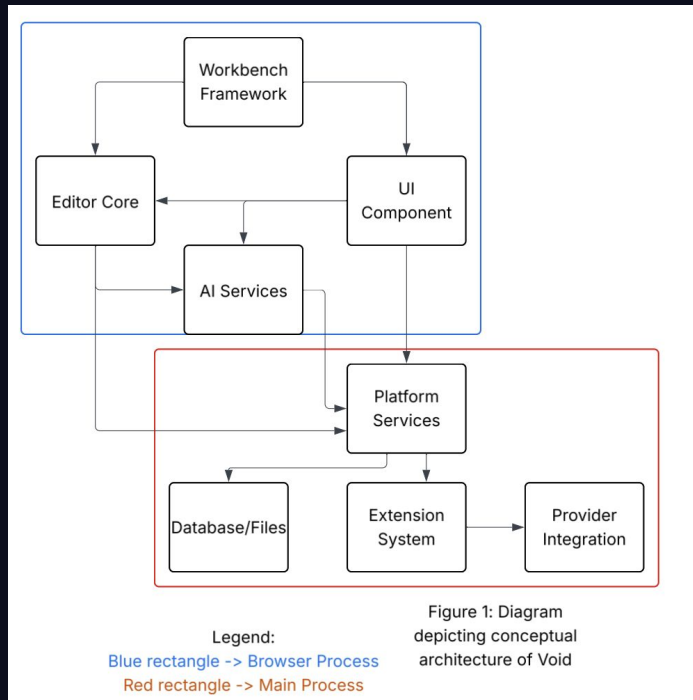 Workbench
Framework
Editor Core
UI
Component
AI Services
Platform
Services
Database/Files
Extension
System
Provider
Integration
Legend:
Blue rectangle -> Browser Process
Red rectangle -> Main Process
Figure 1: Diagram
depicting conceptual
architecture of Void